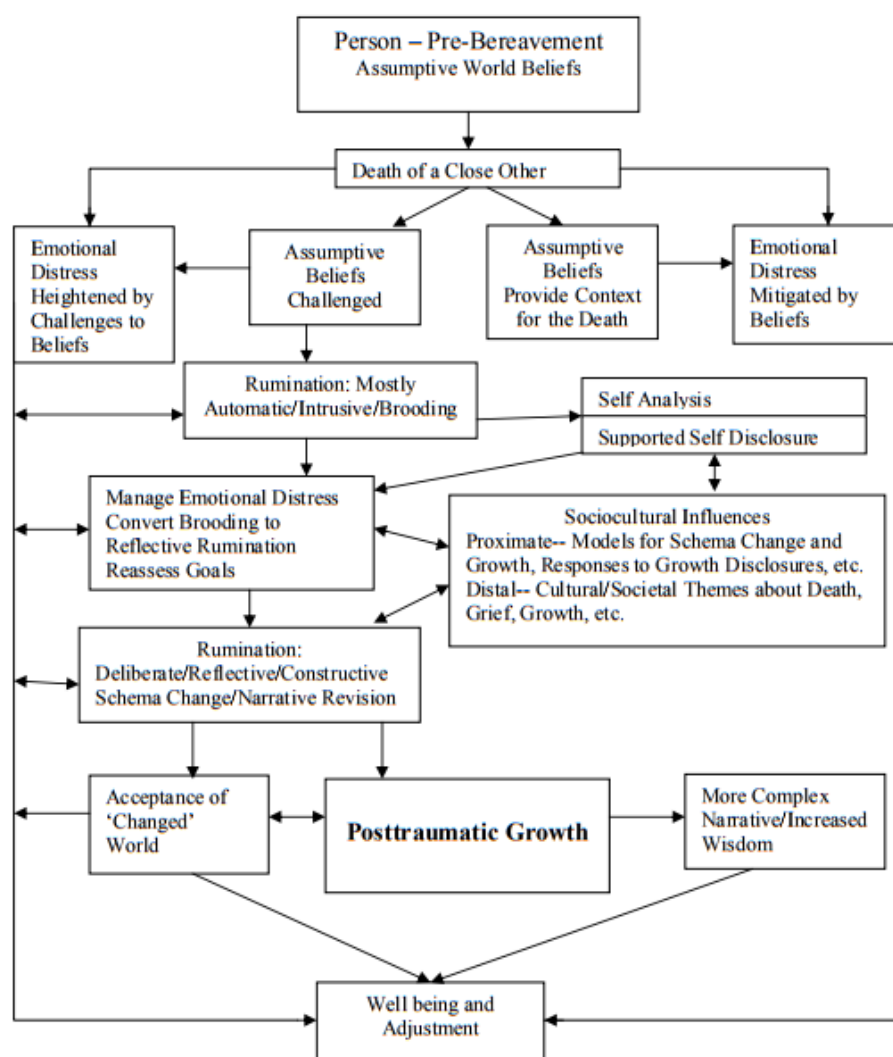 Person – Pre-Bereavement
Assumptive World Beliefs
Death of a Close Other
Emotional
Distress
Heightened by
Challenges to
Beliefs
Assumptive
Beliefs
Challenged
Assumptive
Beliefs
Provide Context
for the Death
Emotional
Distress
Mitigated by
Beliefs
Rumination: Mostly
Automatic/Intrusive/Brooding
Self Analysis
Supported Self Disclosure
Manage Emotional Distress
Convert Brooding to
Reflective Rumination
Reassess Goals
Sociocultural Influences
Proximate-- Models for Schema Change and
Growth, Responses to Growth Disclosures, etc.
Distal-- Cultural/Societal Themes about Death,
Grief, Growth, etc.
Rumination:
Deliberate/Reflective/Constructive
Schema Change/Narrative Revision
Acceptance of
‘Changed’
World
Posttraumatic Growth
More Complex
Narrative/Increased
Wisdom
Well being and
Adjustment